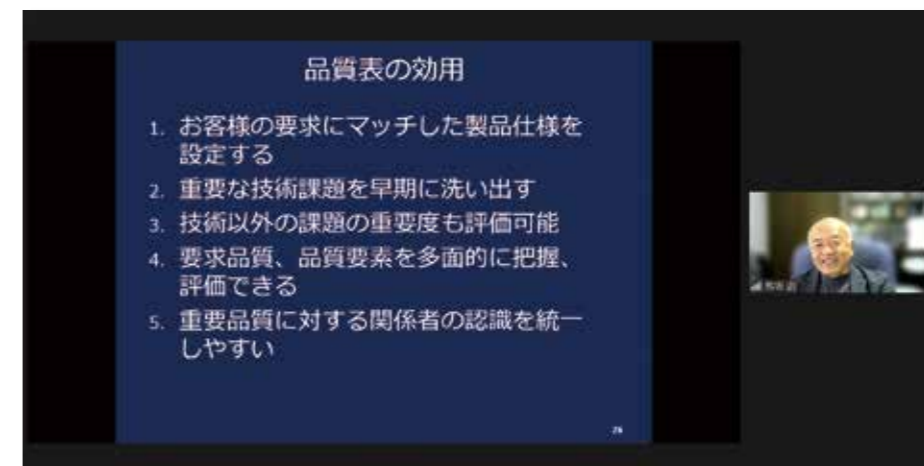 品質表の効用
1. お客様の要求にマッチした製品仕様を
設定する
2. 重要な技術課題を早期に洗い出す
3. 技術以外の課題の重要度も評価可能
4. 要求品質、品質要素を多面的に把握、
評価できる
5. 重要品質に対する関係者の認識を統一
しやすい